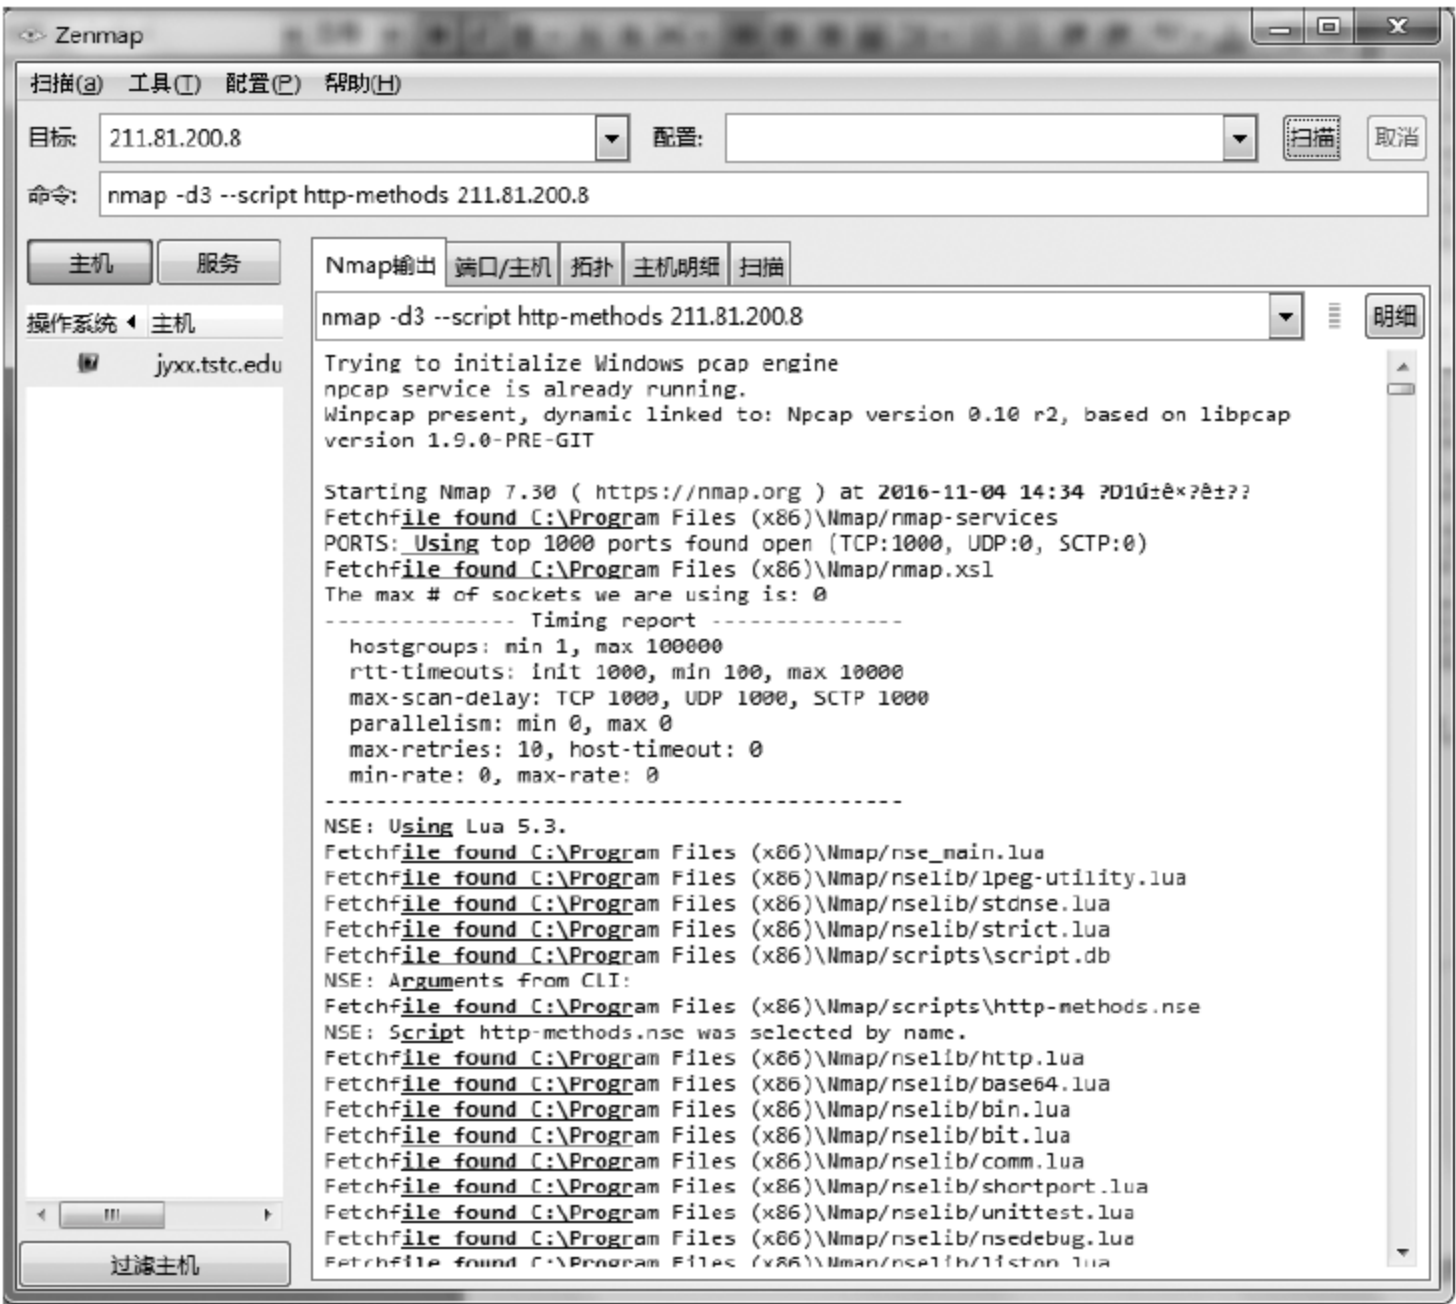 Zenmap
扫描(a) 工具(T) 配置(P) 帮助(H)
目标: 211.81.200.8 配置: 扫描 取消
命令: nmap -d3 --script http-methods 211.81.200.8
主机 服务 Nmap输出 端口/主机 拓扑 主机明细 扫描
操作系统 主机
jyxx.tstc.edu
nmap -d3 --script http-methods 211.81.200.8 明细
Trying to initialize Windows pcap engine
npcap service is already running.
Winpcap present, dynamic linked to: Npcap version 0.10 r2, based on libpcap
version 1.9.0-PRE-GIT
Starting Nmap 7.30 ( https://nmap.org ) at 2016-11-04 14:34 ?D1ú±ê×?ê±??
Fetchfile found C:\Program Files (x86)\Nmap/nmap-services
PORTS: Using top 1000 ports found open (TCP:1000, UDP:0, SCTP:0)
Fetchfile found C:\Program Files (x86)\Nmap/nmap.xsl
The max # of sockets we are using is: 0
--------------- Timing report ---------------
hostgroups: min 1, max 100000
rtt-timeouts: init 1000, min 100, max 10000
max-scan-delay: TCP 1000, UDP 1000, SCTP 1000
parallelism: min 0, max 0
max-retries: 10, host-timeout: 0
min-rate: 0, max-rate: 0
---------------------------------------------
NSE: Using Lua 5.3.
Fetchfile found C:\Program Files (x86)\Nmap/nse_main.lua
Fetchfile found C:\Program Files (x86)\Nmap/nselib/lpeg-utility.lua
Fetchfile found C:\Program Files (x86)\Nmap/nselib/stdnse.lua
Fetchfile found C:\Program Files (x86)\Nmap/nselib/strict.lua
Fetchfile found C:\Program Files (x86)\Nmap/scripts\script.db
NSE: Arguments from CLI:
Fetchfile found C:\Program Files (x86)\Nmap/scripts\http-methods.nse
NSE: Script http-methods.nse was selected by name.
Fetchfile found C:\Program Files (x86)\Nmap/nselib/http.lua
Fetchfile found C:\Program Files (x86)\Nmap/nselib/base64.lua
Fetchfile found C:\Program Files (x86)\Nmap/nselib/bin.lua
Fetchfile found C:\Program Files (x86)\Nmap/nselib/bit.lua
Fetchfile found C:\Program Files (x86)\Nmap/nselib/comm.lua
Fetchfile found C:\Program Files (x86)\Nmap/nselib/shortport.lua
Fetchfile found C:\Program Files (x86)\Nmap/nselib/unittest.lua
Fetchfile found C:\Program Files (x86)\Nmap/nselib/nsedebug.lua
Fetchfile found C:\Program Files (x86)\Nmap/nselib/listop.lua
过滤主机